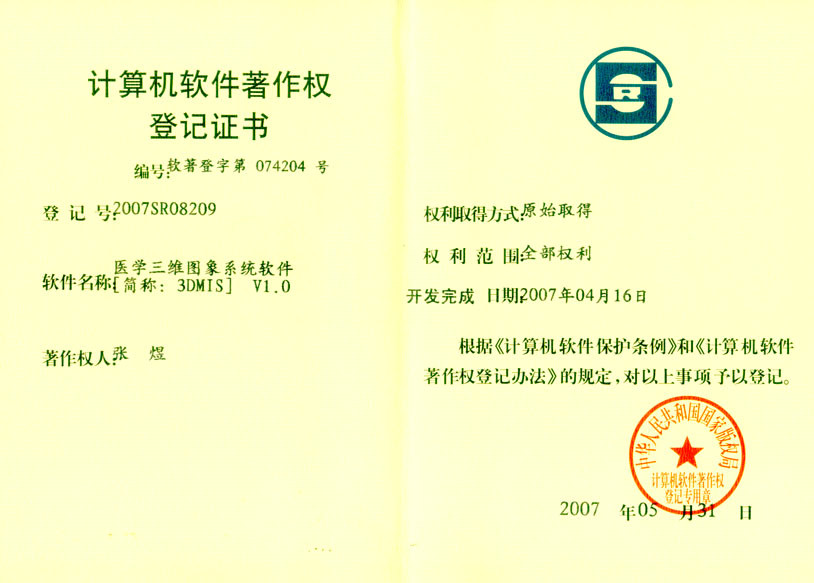 计算机软件著作权
登记证书
编号:软著登字第 074204 号
登 记 号:2007SR08209
软件名称:医学三维图象系统软件
[简称: 3DMIS] V1.0
著作权人:张 煜
SR
权利取得方式:原始取得
权 利 范 围:全部权利
开发完成 日期:2007年04月16日
根据《计算机软件保护条例》和《计算机软件
著作权登记办法》的规定,对以上事项予以登记。
中华人民共和国国家版权局
计算机软件著作权
登记专用章
2007 年05 月31 日